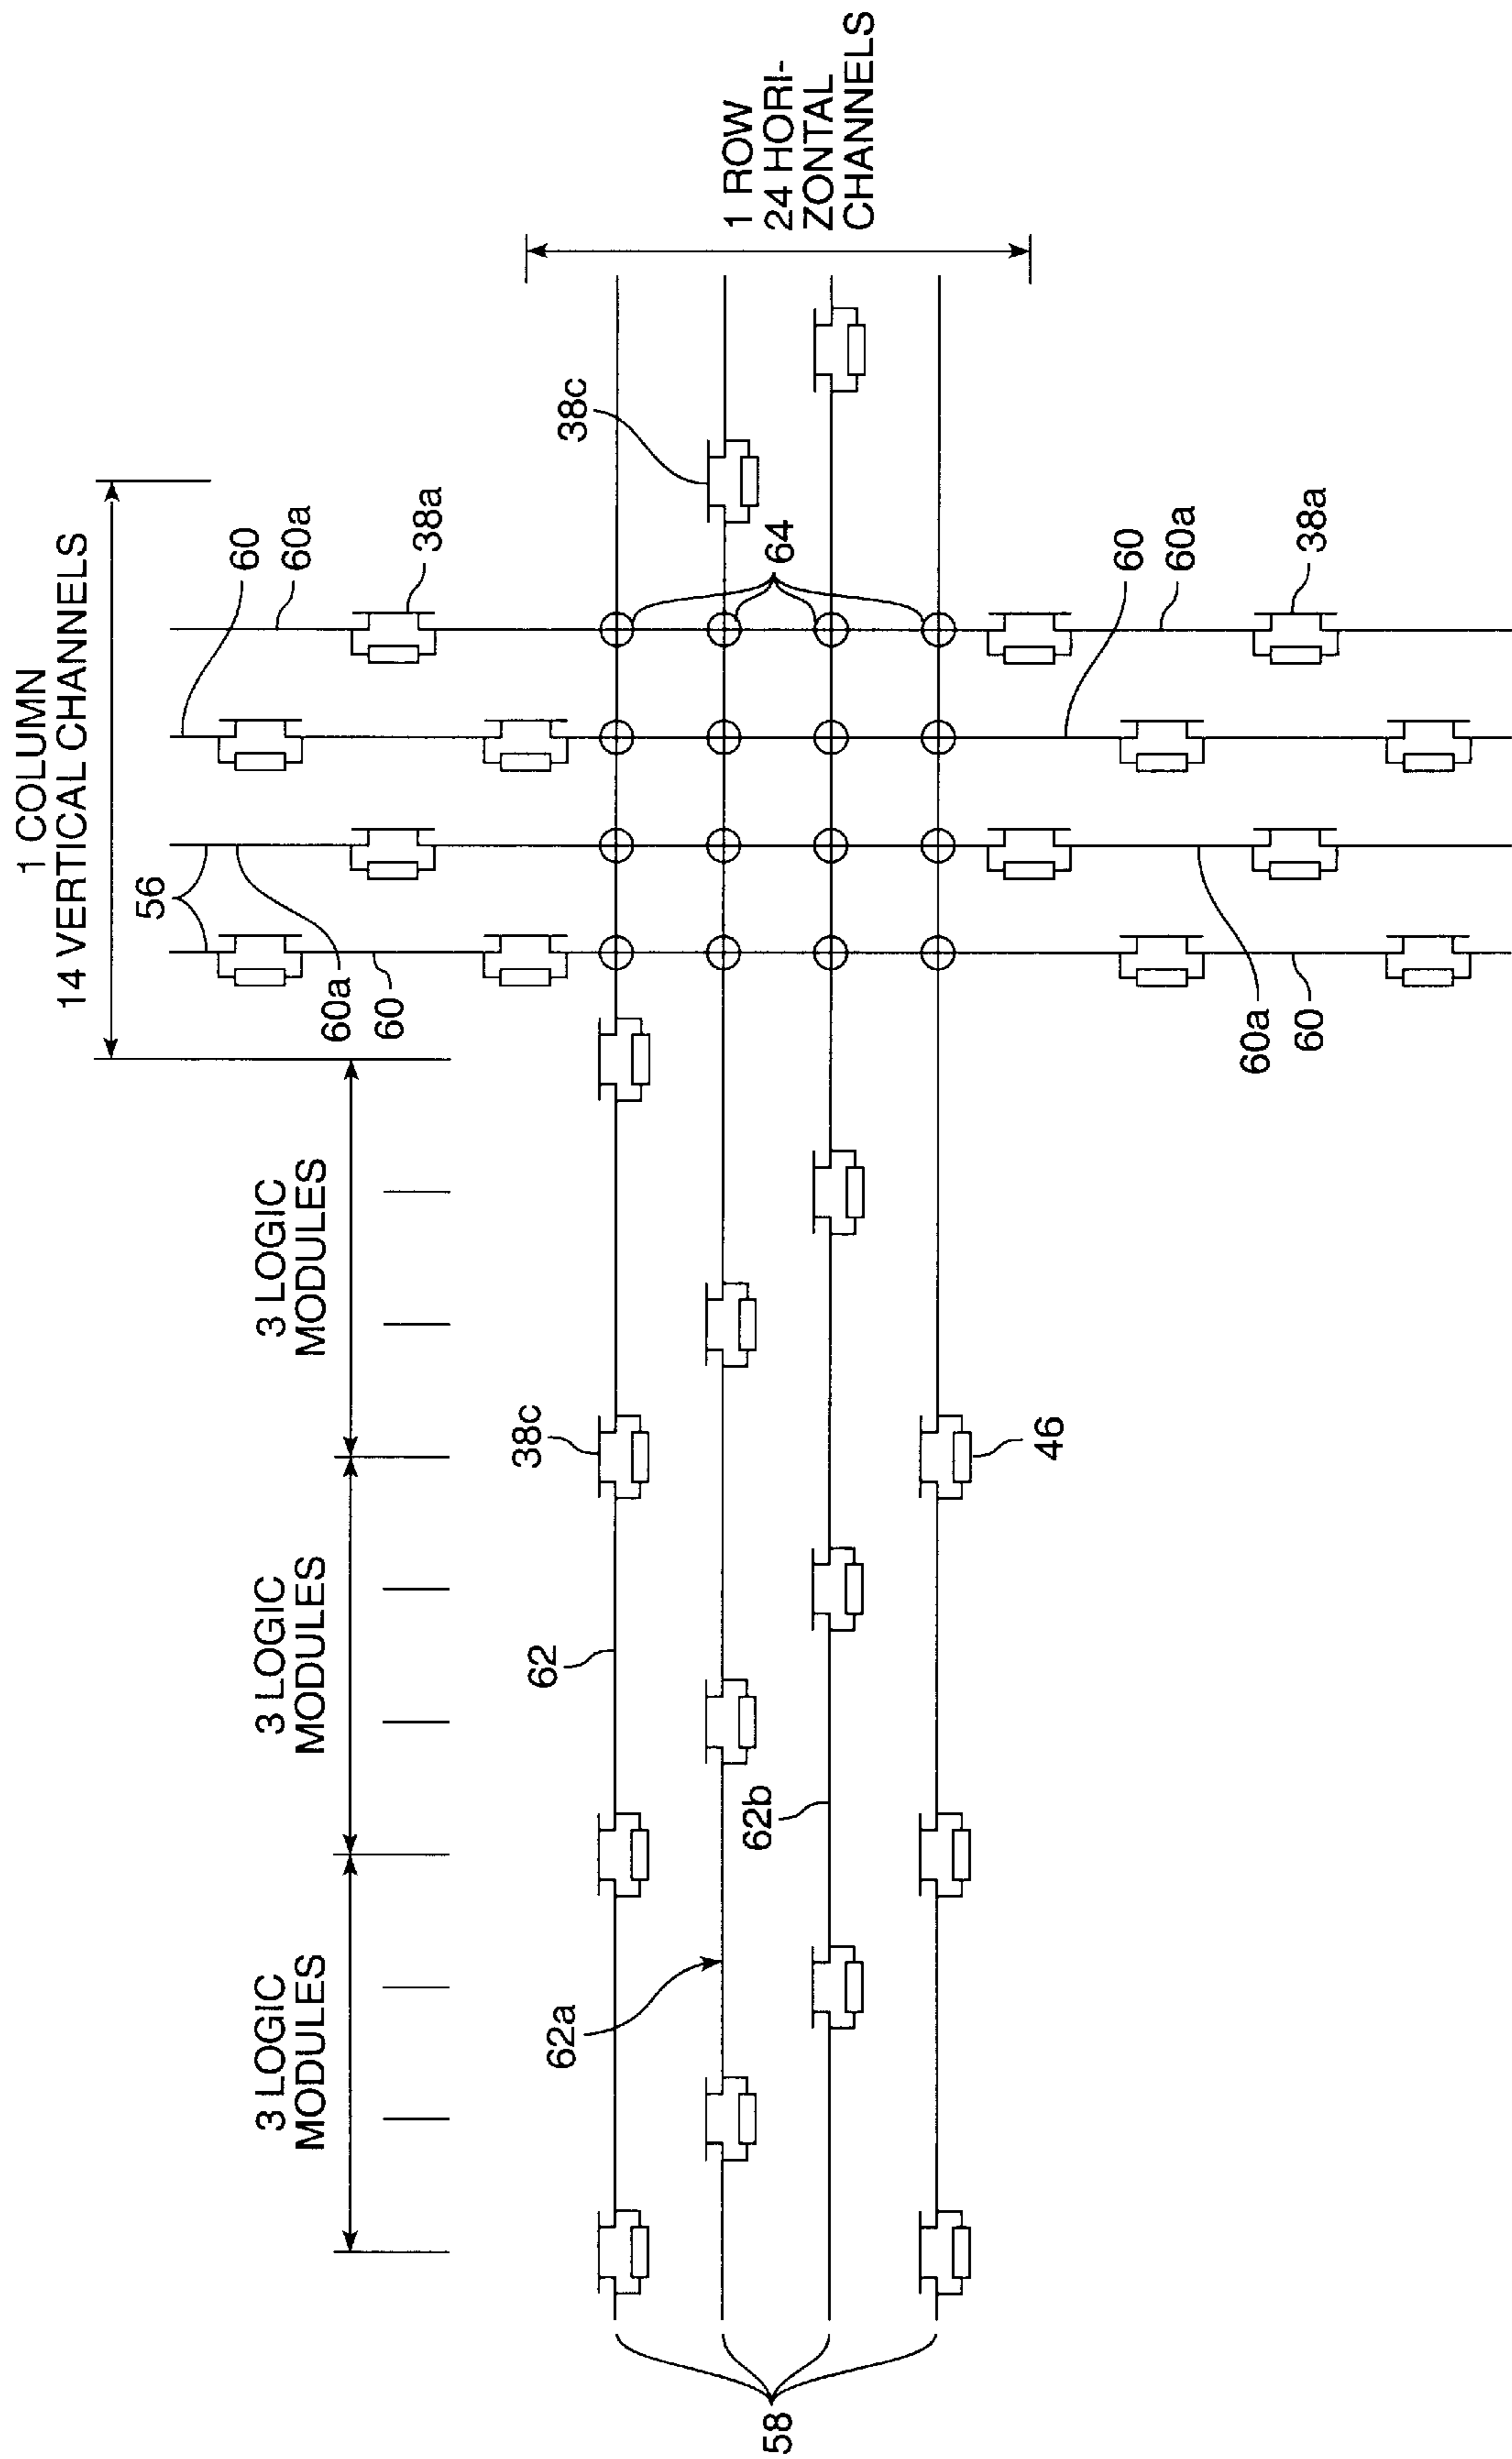 1 COLUMN
14 VERTICAL CHANNELS
3 LOGIC
MODULES
3 LOGIC
MODULES
3 LOGIC
MODULES
56
60a
60
60
60a
38a
38c
62
62a
62b
38c
64
1 ROW
24 HORI-
ZONTAL
CHANNELS
58
46
60a
60
60
60a
38a